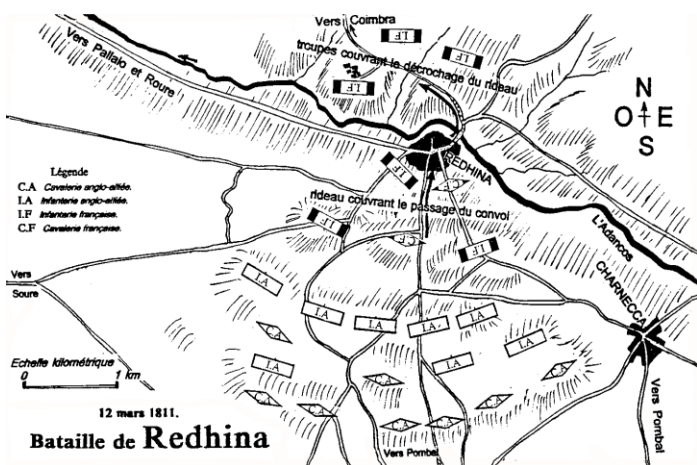 Vers Coimbra
troupes couvrant le décrochage du rideau
I.F
I.F
I.F
Vers Pallalo et Roure
N
O E
S
REDHINA
I.F
rideau couvrant le passage du convoi
I.F
I.F
L'Adancos
CHARNECCA
Légende
C.A Cavalerie anglo-alliée.
I.A Infanterie anglo-alliée.
I.F Infanterie française.
C.F Cavalerie française.
Vers
Soure
I.A
I.A
I.A
I.A
I.A
I.A
I.A
I.A
Echelle kilométrique
0 1 km
Vers Pombal
Vers Pombal
12 mars 1811.
Bataille de Redhina